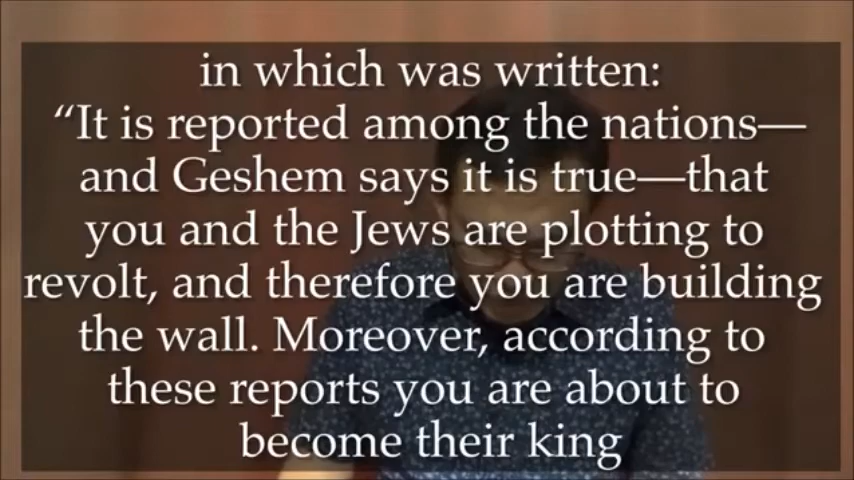 in which was written:
“It is reported among the nations—
and Geshem says it is true—that
you and the Jews are plotting to
revolt, and therefore you are building
the wall. Moreover, according to
these reports you are about to
become their king